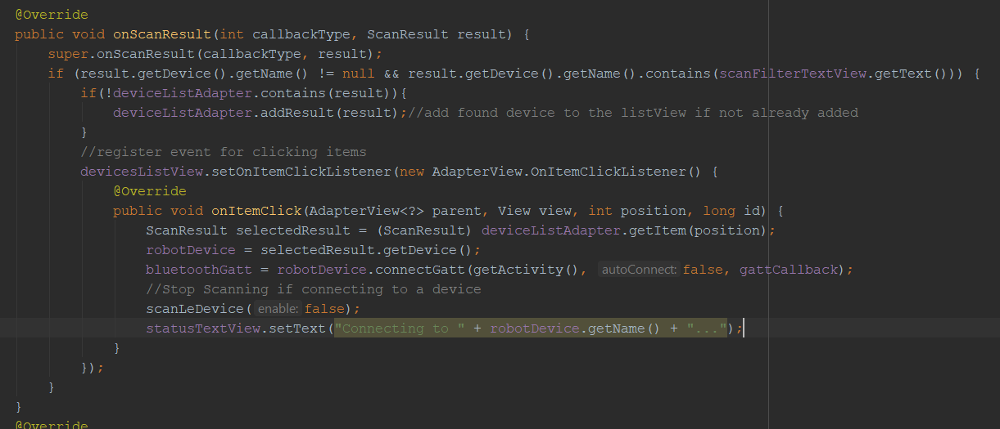 @Override
public void onScanResult(int callbackType, ScanResult result) {
    super.onScanResult(callbackType, result);
    if (result.getDevice().getName() != null && result.getDevice().getName().contains(scanFilterTextView.getText())) {
        if(!deviceListAdapter.contains(result)){
            deviceListAdapter.addResult(result);//add found device to the listView if not already added
        }
        //register event for clicking items
        devicesListView.setOnItemClickListener(new AdapterView.OnItemClickListener() {
            @Override
            public void onItemClick(AdapterView<?> parent, View view, int position, long id) {
                ScanResult selectedResult = (ScanResult) deviceListAdapter.getItem(position);
                robotDevice = selectedResult.getDevice();
                bluetoothGatt = robotDevice.connectGatt(getActivity(), autoConnect: false, gattCallback);
                //Stop Scanning if connecting to a device
                scanLeDevice( enable: false);
                statusTextView.setText("Connecting to " + robotDevice.getName() + "...");
            }
        });
    }
}
@Override